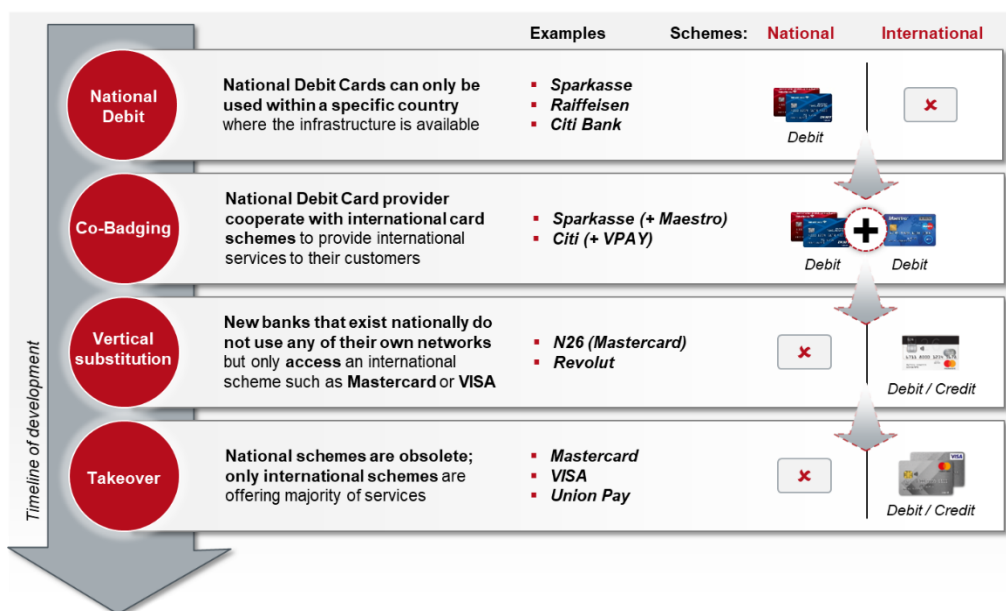 Examples Schemes: National International
National
Debit
National Debit Cards can only be
used within a specific country
where the infrastructure is available
▪ Sparkasse
▪ Raiffeisen
▪ Citi Bank
Debit
Co-Badging
National Debit Card provider
cooperate with international card
schemes to provide international
services to their customers
▪ Sparkasse (+ Maestro)
▪ Citi (+ VPAY)
+
Debit
Debit
Vertical
substitution
New banks that exist nationally do
not use any of their own networks
but only access an international
scheme such as Mastercard or VISA
▪ N26 (Mastercard)
▪ Revolut
Debit / Credit
Takeover
National schemes are obsolete;
only international schemes are
offering majority of services
▪ Mastercard
▪ VISA
▪ Union Pay
VISA
Debit / Credit
Timeline of development